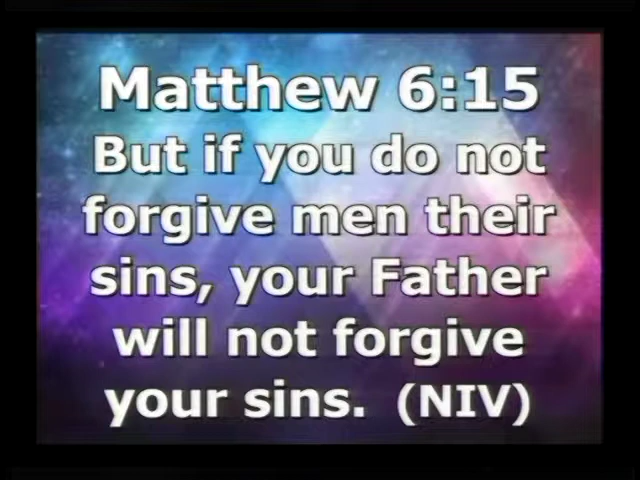 Matthew 6:15
But if you do not
forgive men their
sins, your Father
will not forgive
your sins. (NIV)